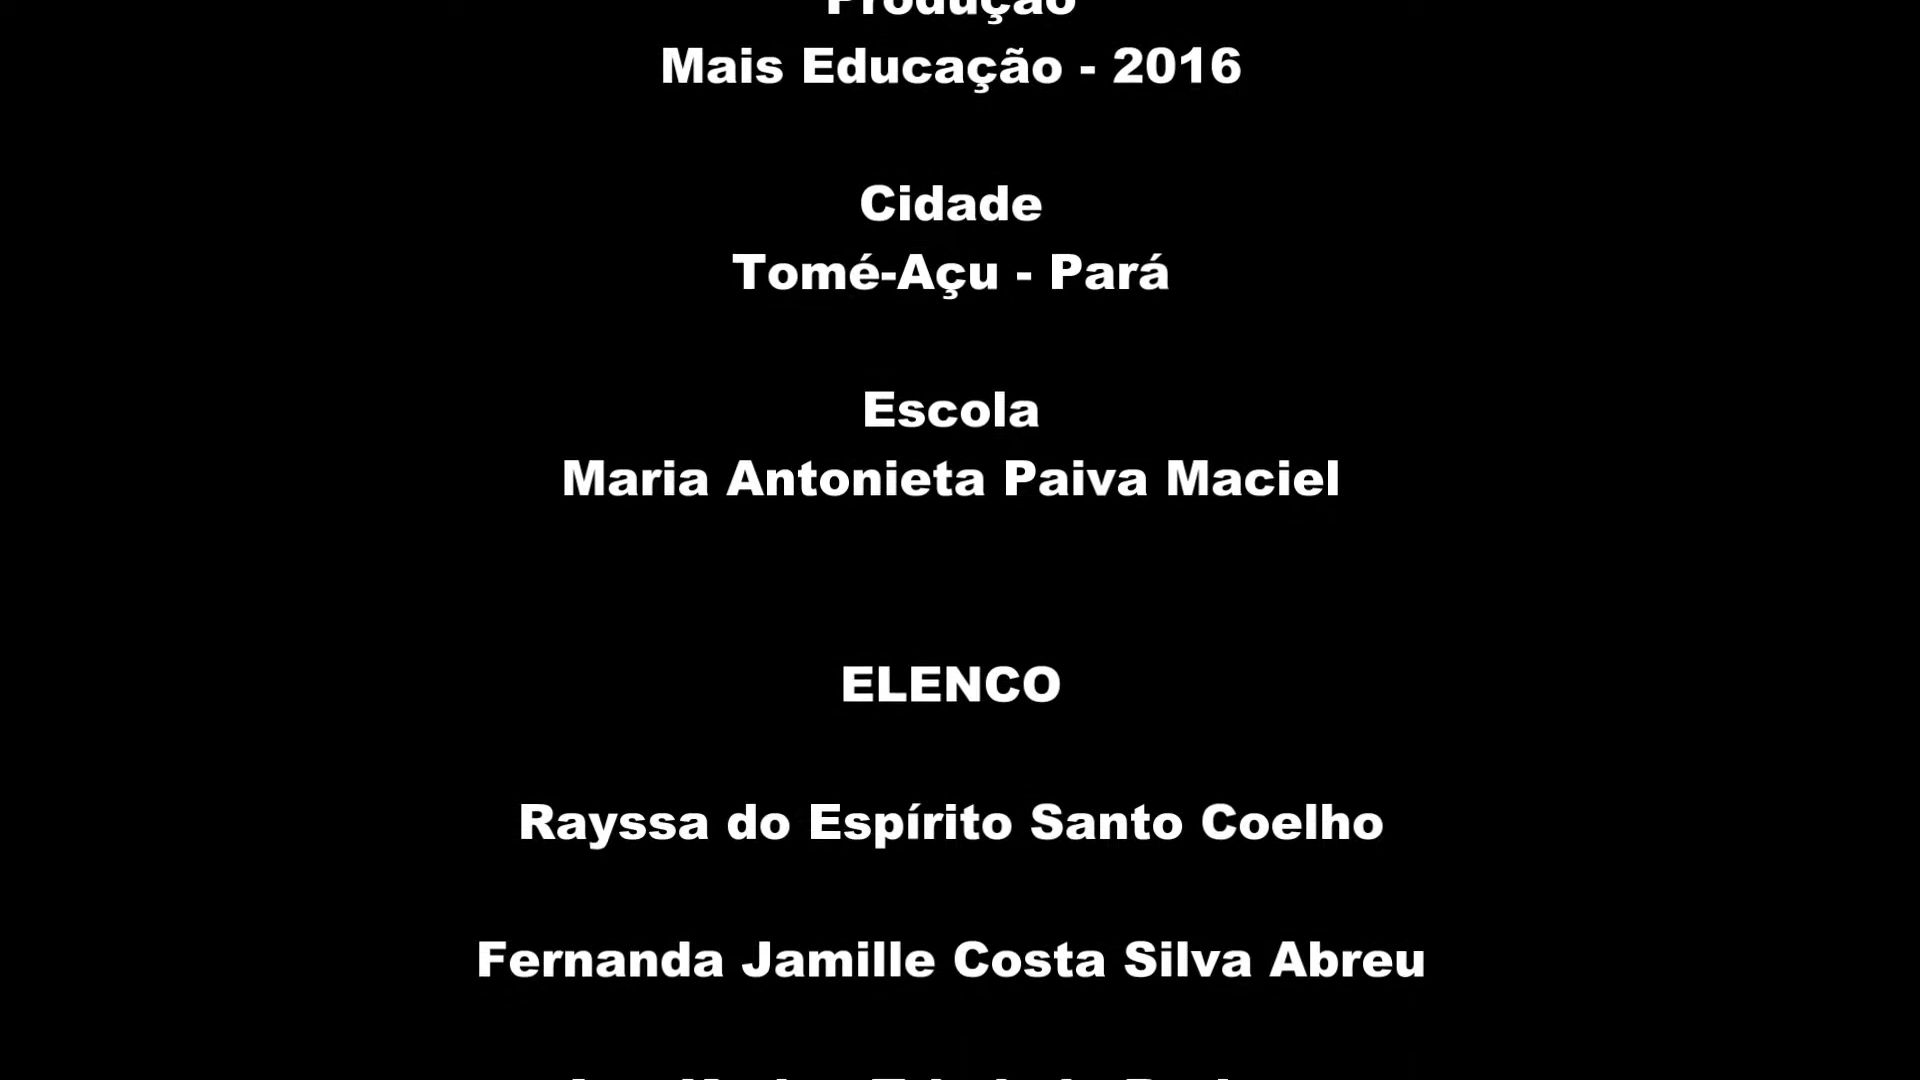 Produção
Mais Educação - 2016
Cidade
Tomé-Açu - Pará
Escola
Maria Antonieta Paiva Maciel
ELENCO
Rayssa do Espírito Santo Coelho
Fernanda Jamille Costa Silva Abreu